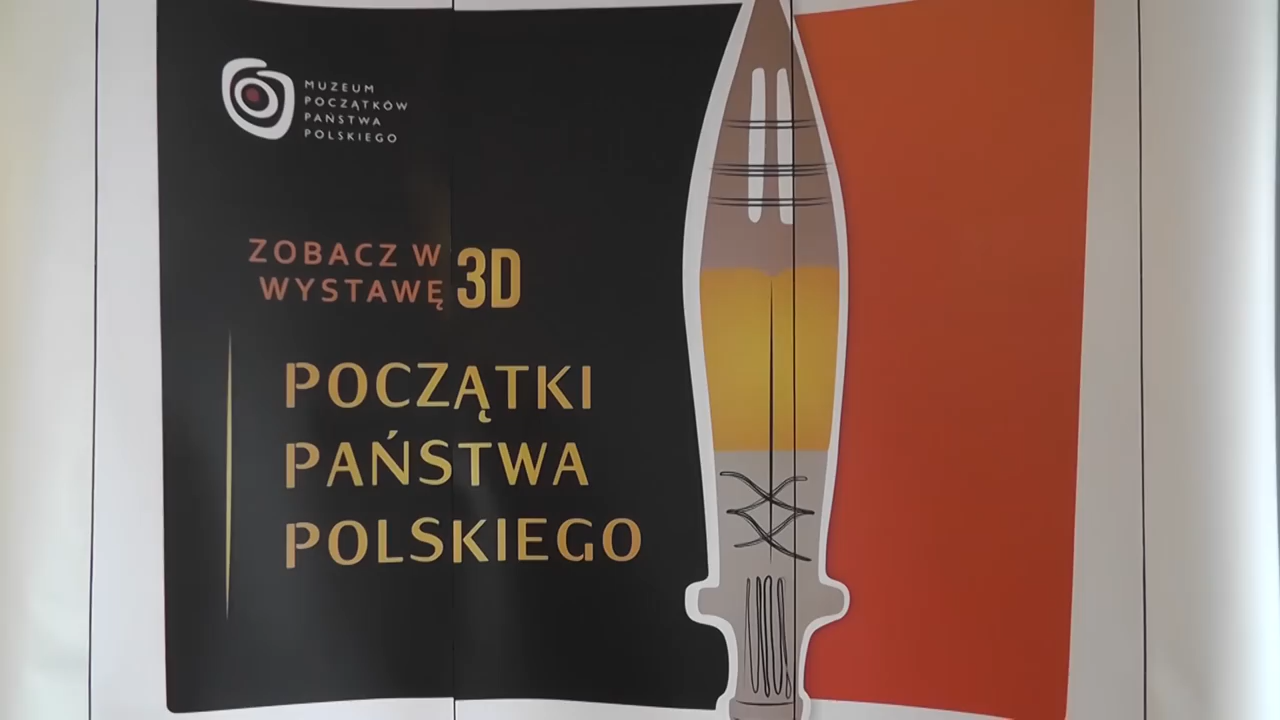 MUZEUM
POCZĄTKÓW
PAŃSTWA
POLSKIEGO
ZOBACZ W 3D
WYSTAWĘ
POCZĄTKI
PAŃSTWA
POLSKIEGO